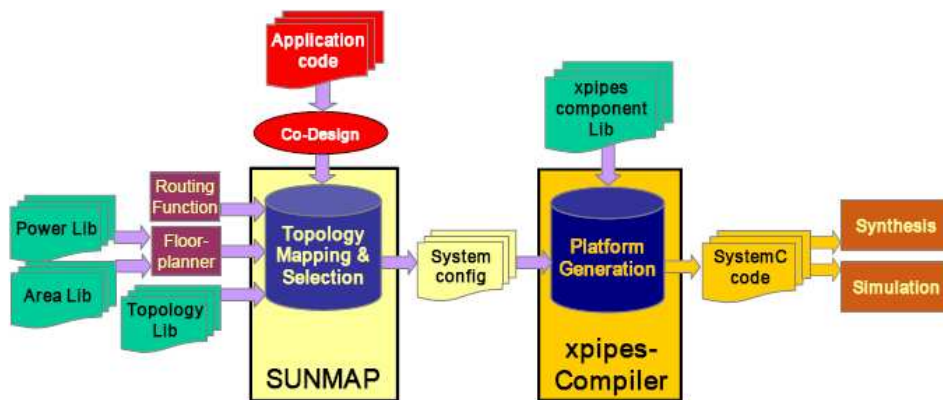 Application
code
Co-Design
xpipes
component
Lib
Routing
Function
Power Lib
Floor-
planner
Area Lib
Topology
Lib
Topology
Mapping &
Selection
SUNMAP
System
config
Platform
Generation
xpipes-
Compiler
SystemC
code
Synthesis
Simulation